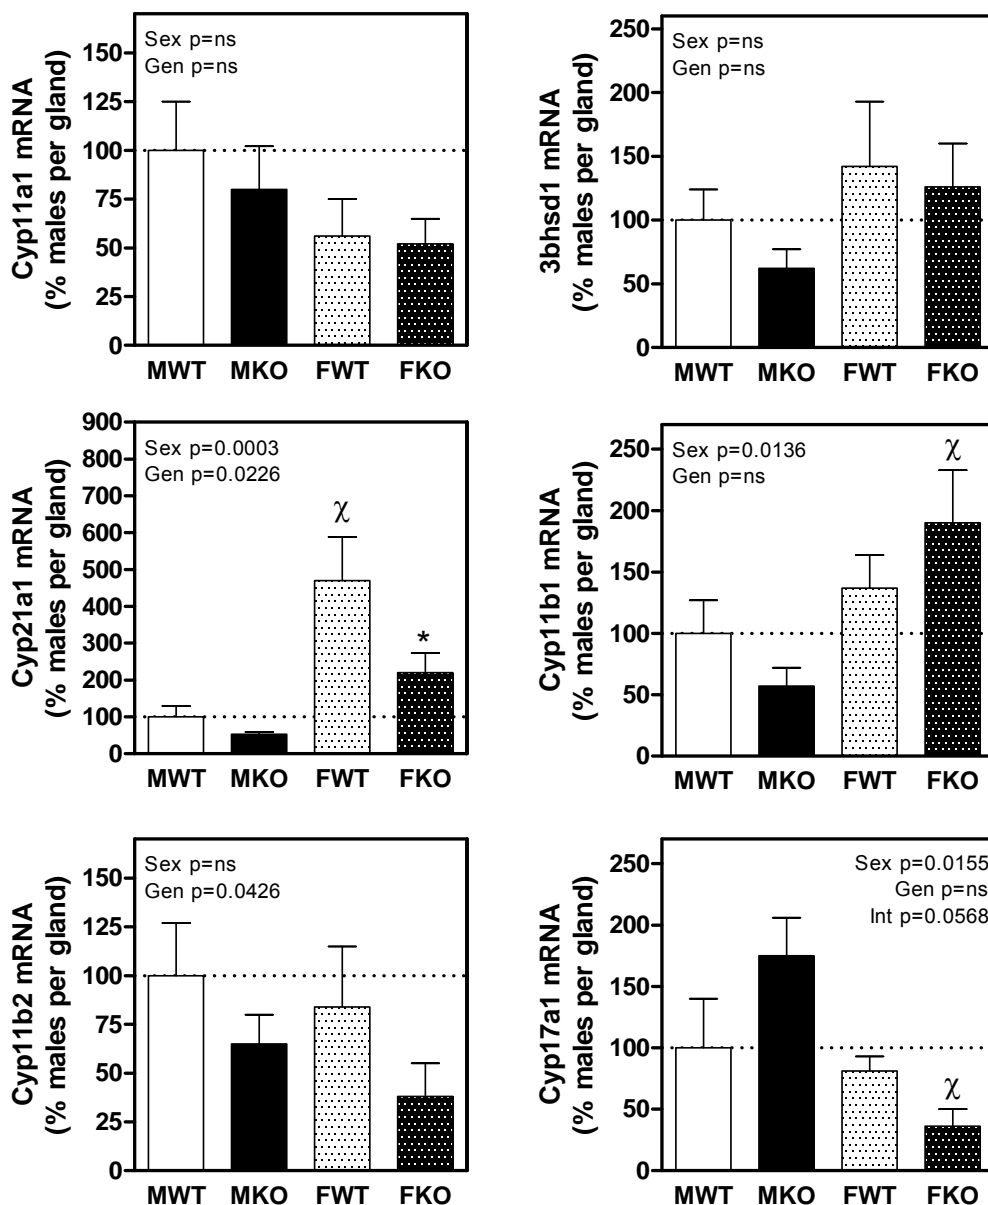 Cyp11a1 mRNA
(% males per gland)
150
125
100
75
50
25
0
Sex p=ns
Gen p=ns
MWT MKO FWT FKO
3bhsd1 mRNA
(% males per gland)
250
200
150
100
50
0
Sex p=ns
Gen p=ns
MWT MKO FWT FKO
Cyp21a1 mRNA
(% males per gland)
900
800
700
600
500
400
300
200
100
0
Sex p=0.0003
Gen p=0.0226
χ
*
MWT MKO FWT FKO
Cyp11b1 mRNA
(% males per gland)
250
200
150
100
50
0
Sex p=0.0136
Gen p=ns
χ
MWT MKO FWT FKO
Cyp11b2 mRNA
(% males per gland)
150
125
100
75
50
25
0
Sex p=ns
Gen p=0.0426
MWT MKO FWT FKO
Cyp17a1 mRNA
(% males per gland)
250
200
150
100
50
0
Sex p=0.0155
Gen p=ns
Int p=0.0568
χ
MWT MKO FWT FKO